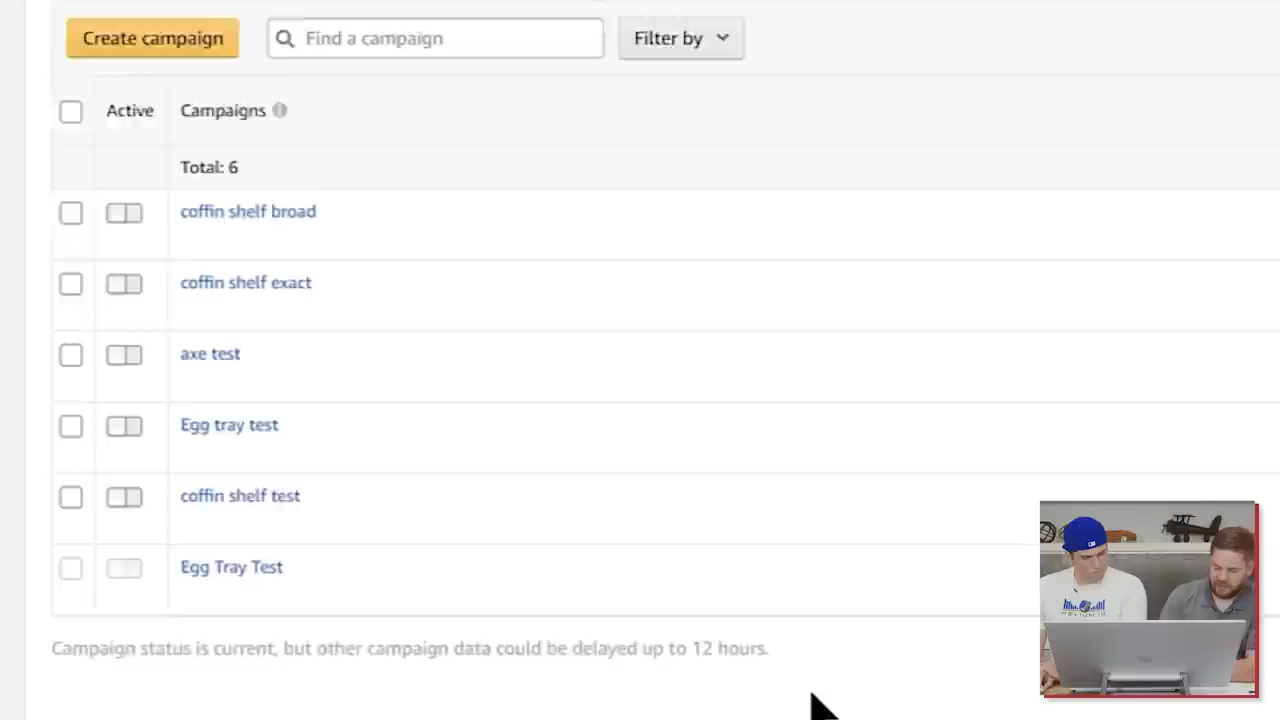 Create campaign
Find a campaign
Filter by
Active
Campaigns
Total: 6
coffin shelf broad
coffin shelf exact
axe test
Egg tray test
coffin shelf test
Egg Tray Test
Campaign status is current, but other campaign data could be delayed up to 12 hours.